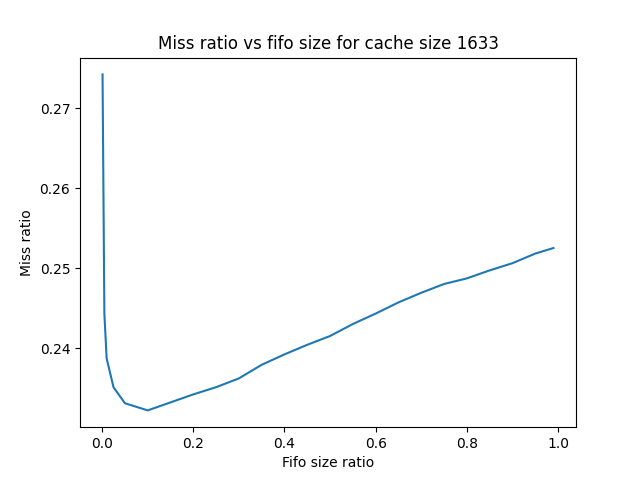 Miss ratio vs fifo size for cache size 1633
Miss ratio
0.27
0.26
0.25
0.24
0.0 0.2 0.4 0.6 0.8 1.0
Fifo size ratio